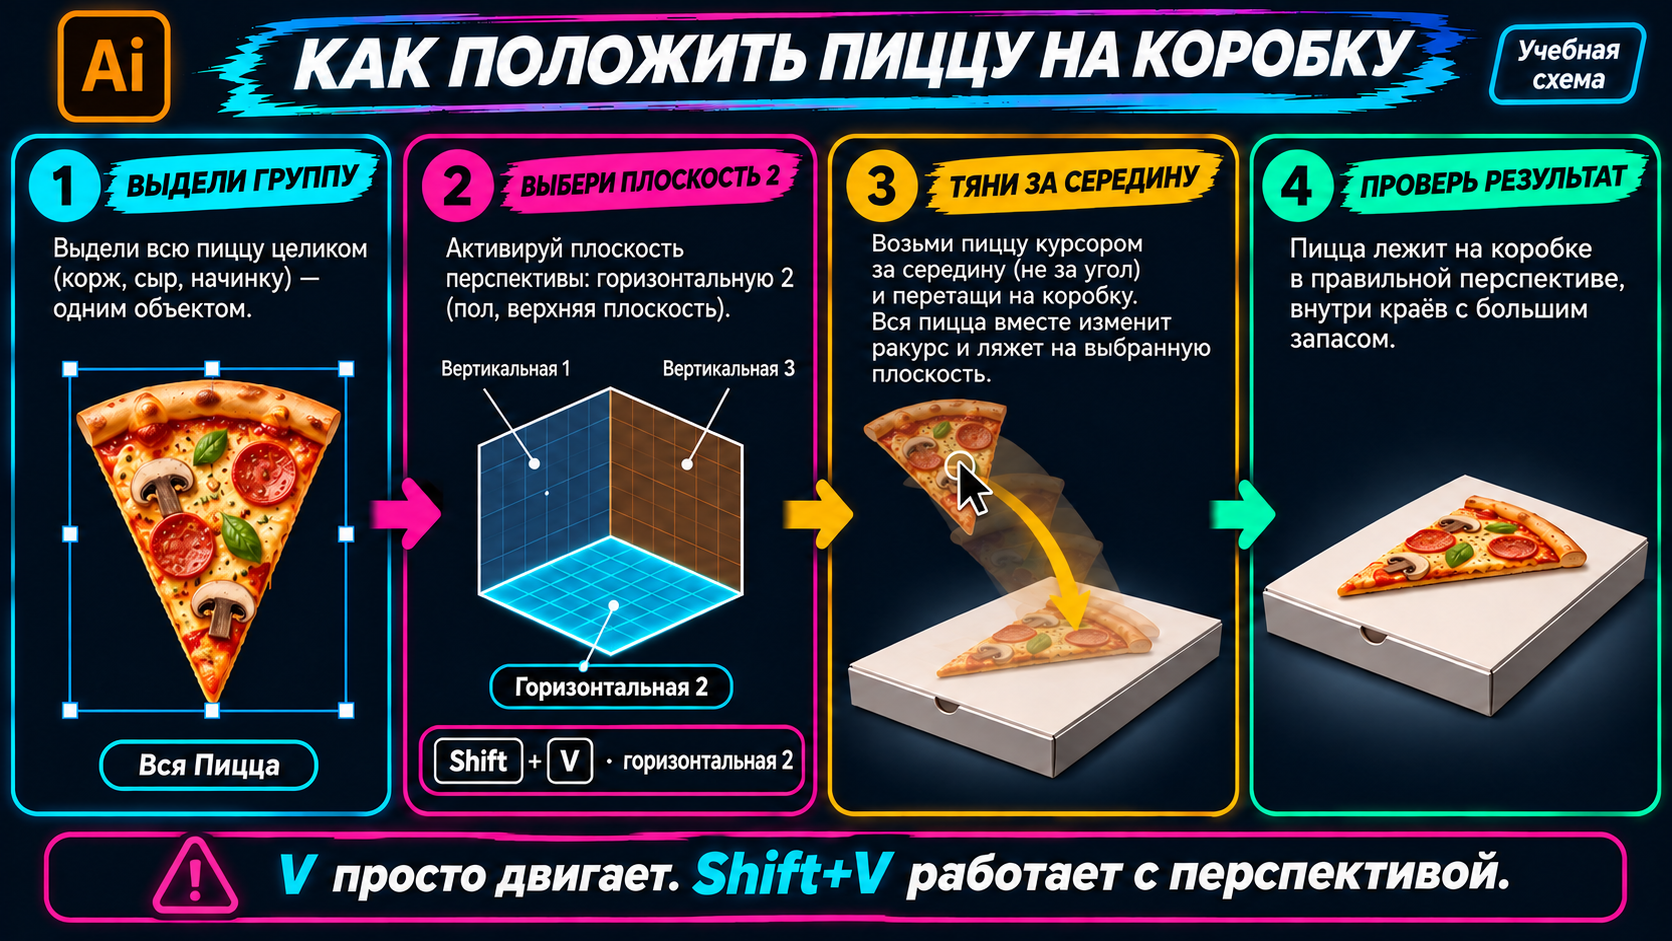 Ai
КАК ПОЛОЖИТЬ ПИЦЦУ НА КОРОБКУ
Учебная
схема
1
ВЫДЕЛИ ГРУППУ
Выдели всю пиццу целиком
(корж, сыр, начинку) —
одним объектом.
Вся Пицца
2
ВЫБЕРИ ПЛОСКОСТЬ 2
Активируй плоскость
перспективы: горизонтальную 2
(пол, верхняя плоскость).
Вертикальная 1
Вертикальная 3
Горизонтальная 2
Shift + V · горизонтальная 2
3
ТЯНИ ЗА СЕРЕДИНУ
Возьми пиццу курсором
за середину (не за угол)
и перетащи на коробку.
Вся пицца вместе изменит
ракурс и ляжет на выбранную
плоскость.
4
ПРОВЕРЬ РЕЗУЛЬТАТ
Пицца лежит на коробке
в правильной перспективе,
внутри краёв с большим
запасом.
V просто двигает. Shift+V работает с перспективой.